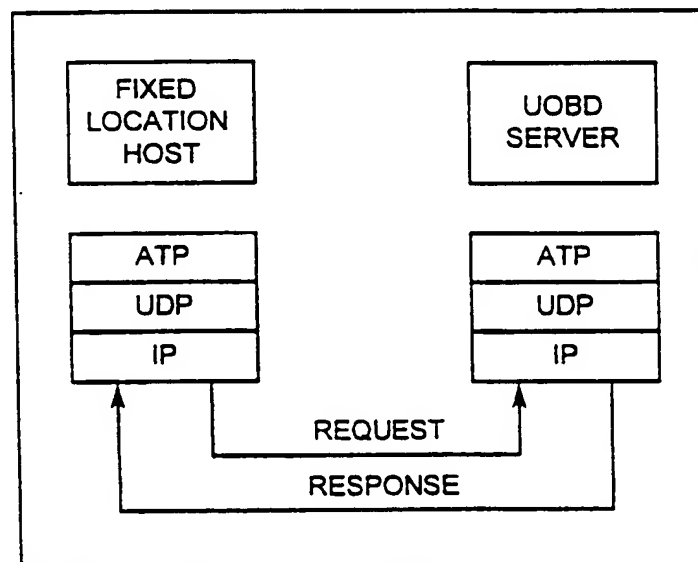 FIXED
LOCATION
HOST
UOBD
SERVER
ATP
UDP
IP
ATP
UDP
IP
REQUEST
RESPONSE